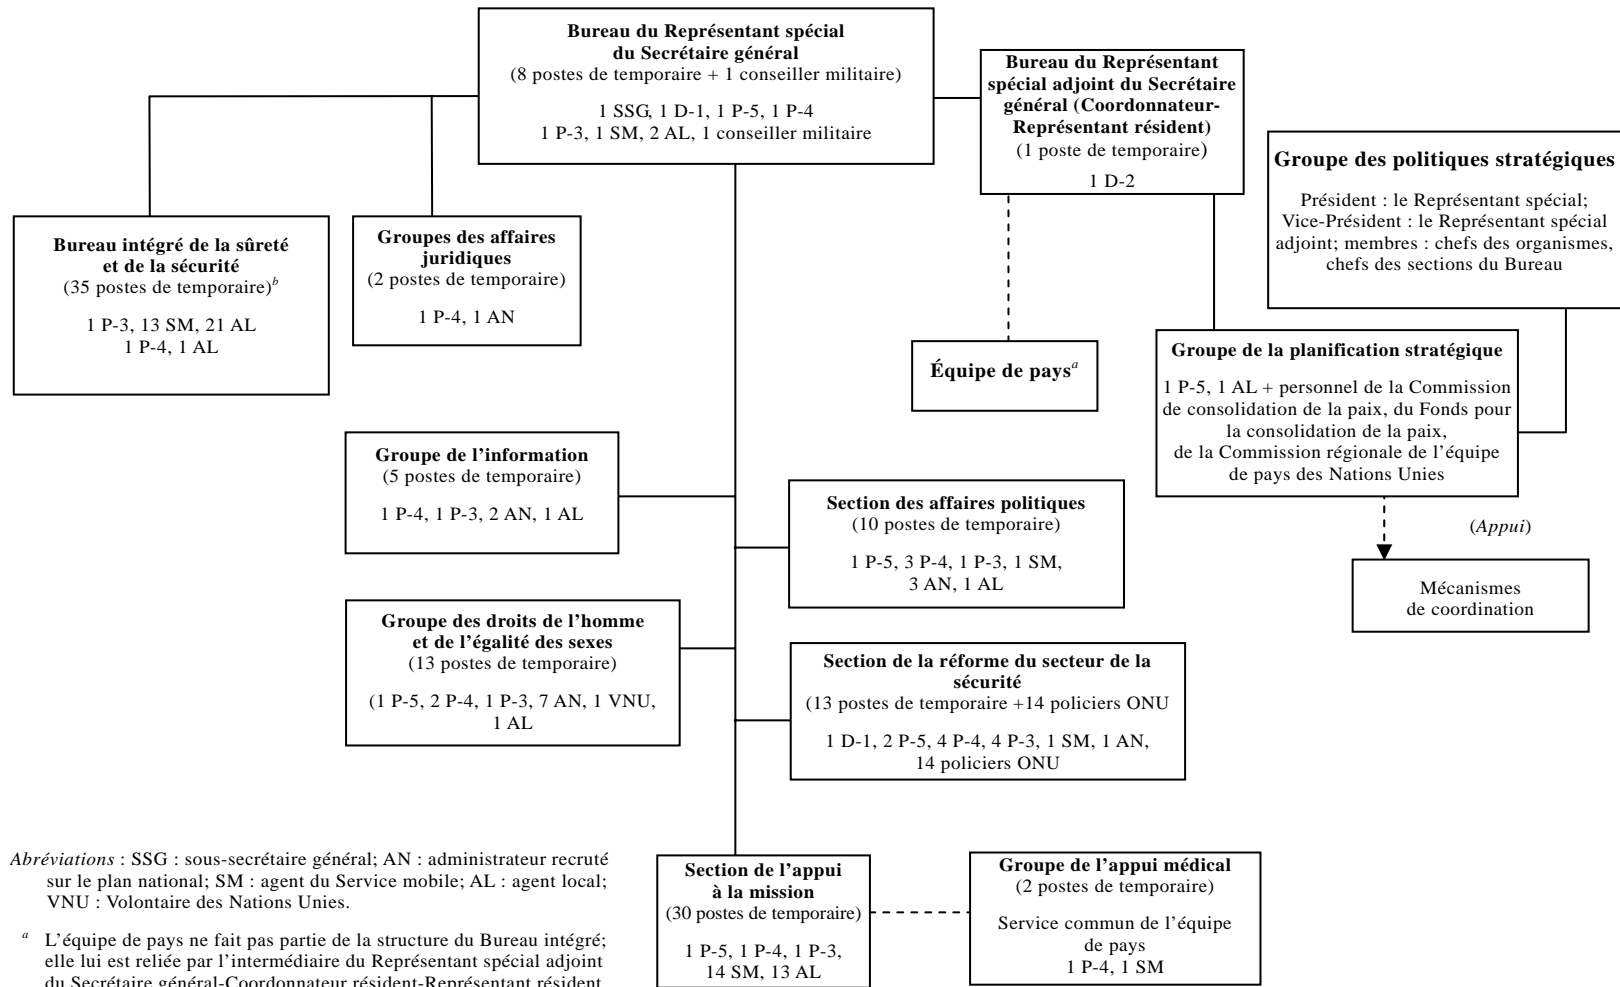 Bureau du Représentant spécial
du Secrétaire général
(8 postes de temporaire + 1 conseiller militaire)
1 SSG, 1 D-1, 1 P-5, 1 P-4
1 P-3, 1 SM, 2 AL, 1 conseiller militaire
Bureau du Représentant
spécial adjoint du Secrétaire
général (Coordonnateur-
Représentant résident)
(1 poste de temporaire)
1 D-2
Groupe des politiques stratégiques
Président : le Représentant spécial;
Vice-Président : le Représentant spécial
adjoint; membres : chefs des organismes,
chefs des sections du Bureau
Bureau intégré de la sûreté
et de la sécurité
(35 postes de temporaire)b
1 P-3, 13 SM, 21 AL
1 P-4, 1 AL
Groupes des affaires
juridiques
(2 postes de temporaire)
1 P-4, 1 AN
Équipe de paysa
Groupe de la planification stratégique
1 P-5, 1 AL + personnel de la Commission
de consolidation de la paix, du Fonds pour
la consolidation de la paix,
de la Commission régionale de l'équipe
de pays des Nations Unies
Groupe de l'information
(5 postes de temporaire)
1 P-4, 1 P-3, 2 AN, 1 AL
Section des affaires politiques
(10 postes de temporaire)
1 P-5, 3 P-4, 1 P-3, 1 SM,
3 AN, 1 AL
(Appui)
Mécanismes
de coordination
Groupe des droits de l'homme
et de l'égalité des sexes
(13 postes de temporaire)
(1 P-5, 2 P-4, 1 P-3, 7 AN, 1 VNU,
1 AL
Section de la réforme du secteur de la
sécurité
(13 postes de temporaire +14 policiers ONU
1 D-1, 2 P-5, 4 P-4, 4 P-3, 1 SM, 1 AN,
14 policiers ONU
Section de l'appui
à la mission
(30 postes de temporaire)
1 P-5, 1 P-4, 1 P-3,
14 SM, 13 AL
Groupe de l'appui médical
(2 postes de temporaire)
Service commun de l'équipe
de pays
1 P-4, 1 SM
Abréviations : SSG : sous-secrétaire général; AN : administrateur recruté
sur le plan national; SM : agent du Service mobile; AL : agent local;
VNU : Volontaire des Nations Unies.
a L'équipe de pays ne fait pas partie de la structure du Bureau intégré;
elle lui est reliée par l'intermédiaire du Représentant spécial adjoint
du Secrétaire général-Coordonnateur résident-Représentant résident